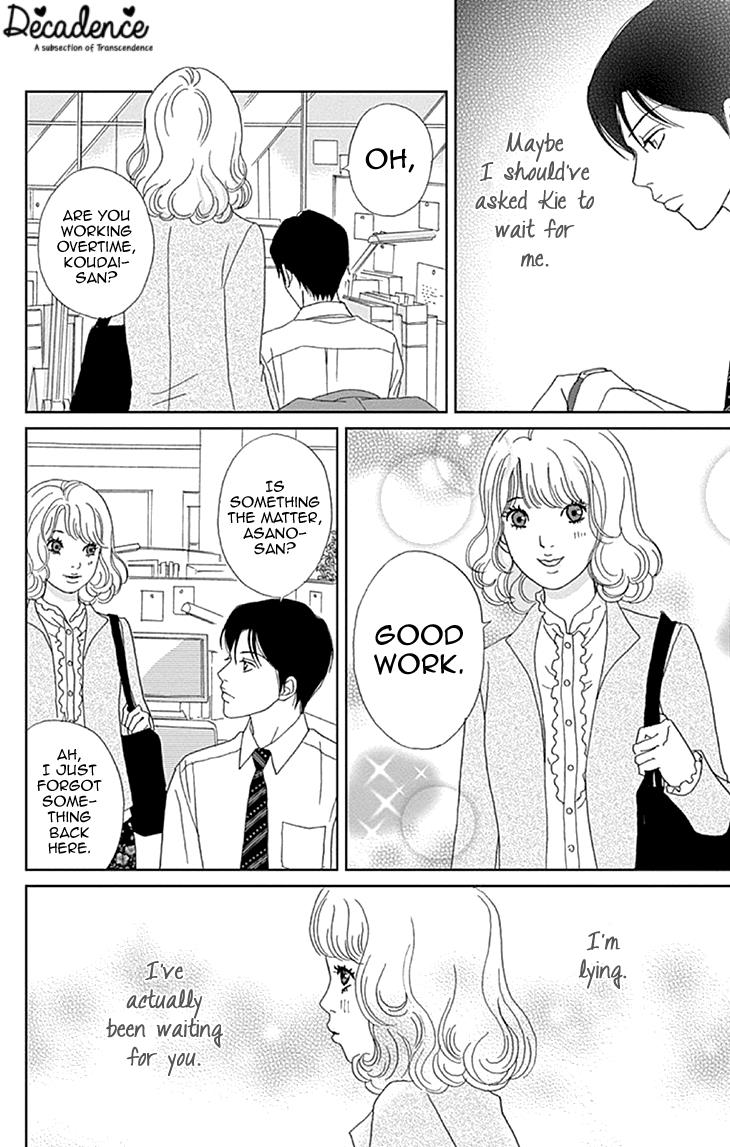 Decadence
A subsection of Transcendence
Maybe
I should've
asked Kie to
wait for
me.
OH,
ARE YOU
WORKING
OVERTIME,
KOUDAI-
SAN?
GOOD
WORK.
IS
SOMETHING
THE MATTER,
ASANO-
SAN?
AH,
I JUST
FORGOT
SOME-
THING
BACK
HERE.
I'm
lying.
I've
actually
been waiting
for you.